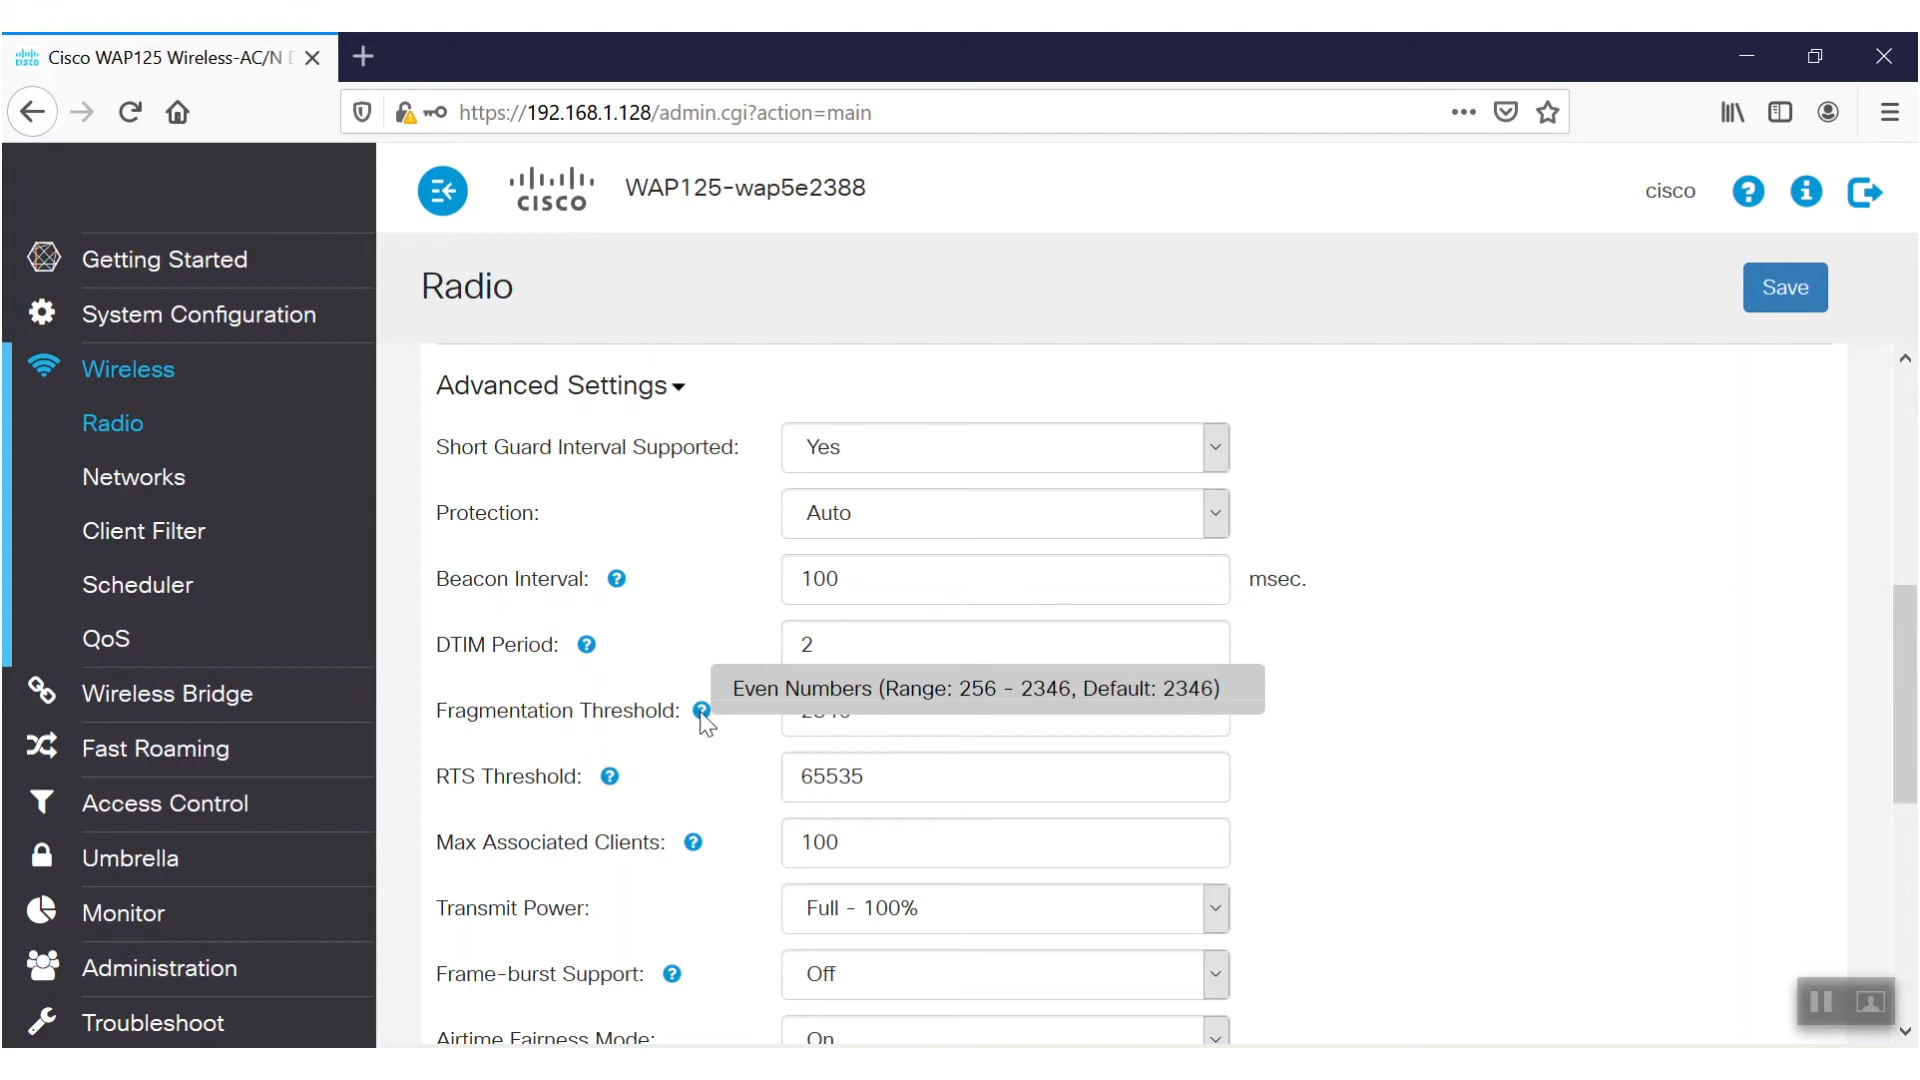 Cisco WAP125 Wireless-AC/N D
https://192.168.1.128/admin.cgi?action=main
CISCO
WAP125-wap5e2388
cisco
Radio
Save
Getting Started
System Configuration
Wireless
Radio
Networks
Client Filter
Scheduler
QoS
Wireless Bridge
Fast Roaming
Access Control
Umbrella
Monitor
Administration
Troubleshoot
Advanced Settings
Short Guard Interval Supported: Yes
Protection: Auto
Beacon Interval: ? 100 msec.
DTIM Period: ? 2
Even Numbers (Range: 256 - 2346, Default: 2346)
Fragmentation Threshold: ?
RTS Threshold: ? 65535
Max Associated Clients: ? 100
Transmit Power: Full - 100%
Frame-burst Support: ? Off
Airtime Fairness Mode: On